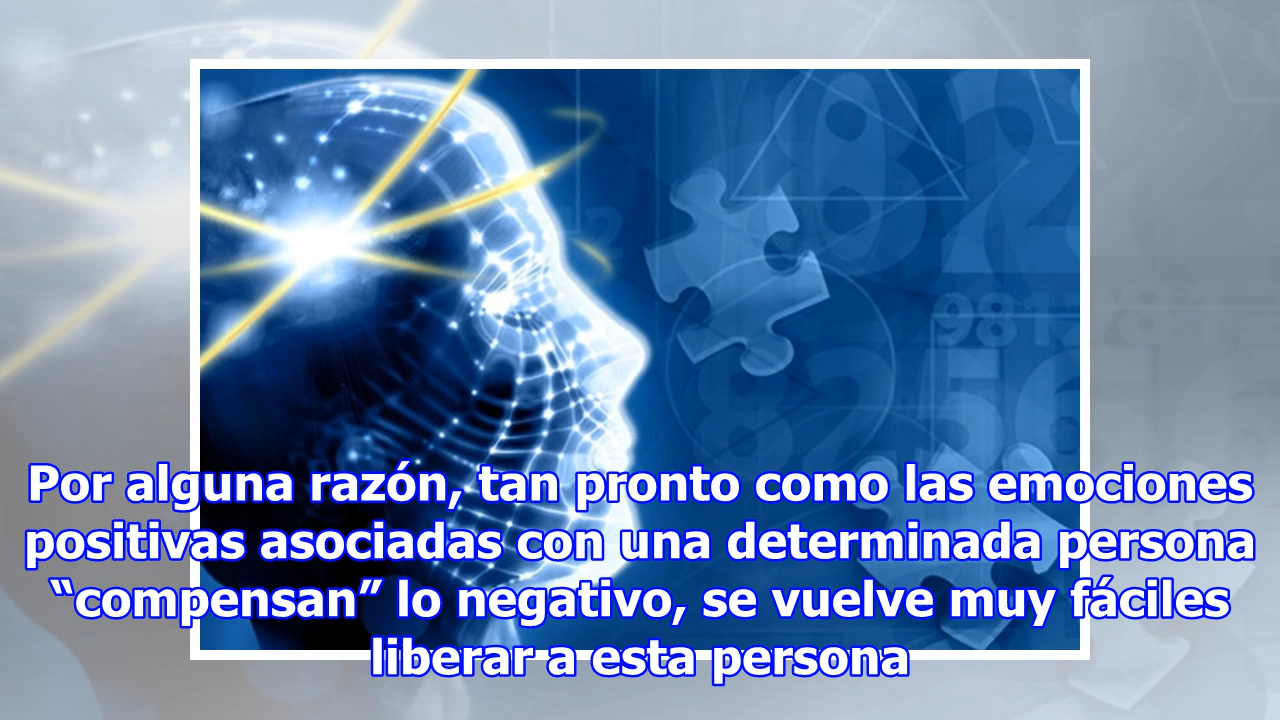 Por alguna razón, tan pronto como las emociones
positivas asociadas con una determinada persona
“compensan” lo negativo, se vuelve muy fáciles
liberar a esta persona